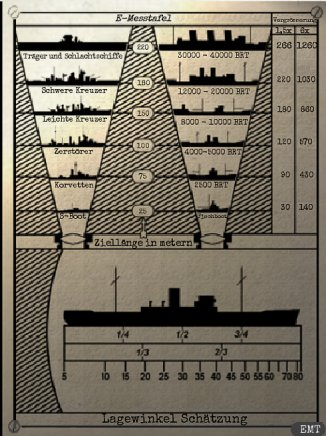 E-Messtafel
Vergrösserung
1,5x 6x
Träger und Schlachtschiffe 220 30000 - 40000 BRT 266 1260
Schwere Kreuzer 180 12000 - 20000 BRT 220 1030
Leichte Kreuzer 150 8000 - 10000 BRT 180 860
Zerstörer 100 4000-5000 BRT 120 570
Korvetten 75 2500 BRT 90 430
S-Boot 25 Fischboot 30 140
Ziellänge in metern
1/4 1/2 3/4
1/3 2/3
5 10 15 20 25 30 35 40 45 50 55 60 70 80
Lagewinkel Schätzung
EMT